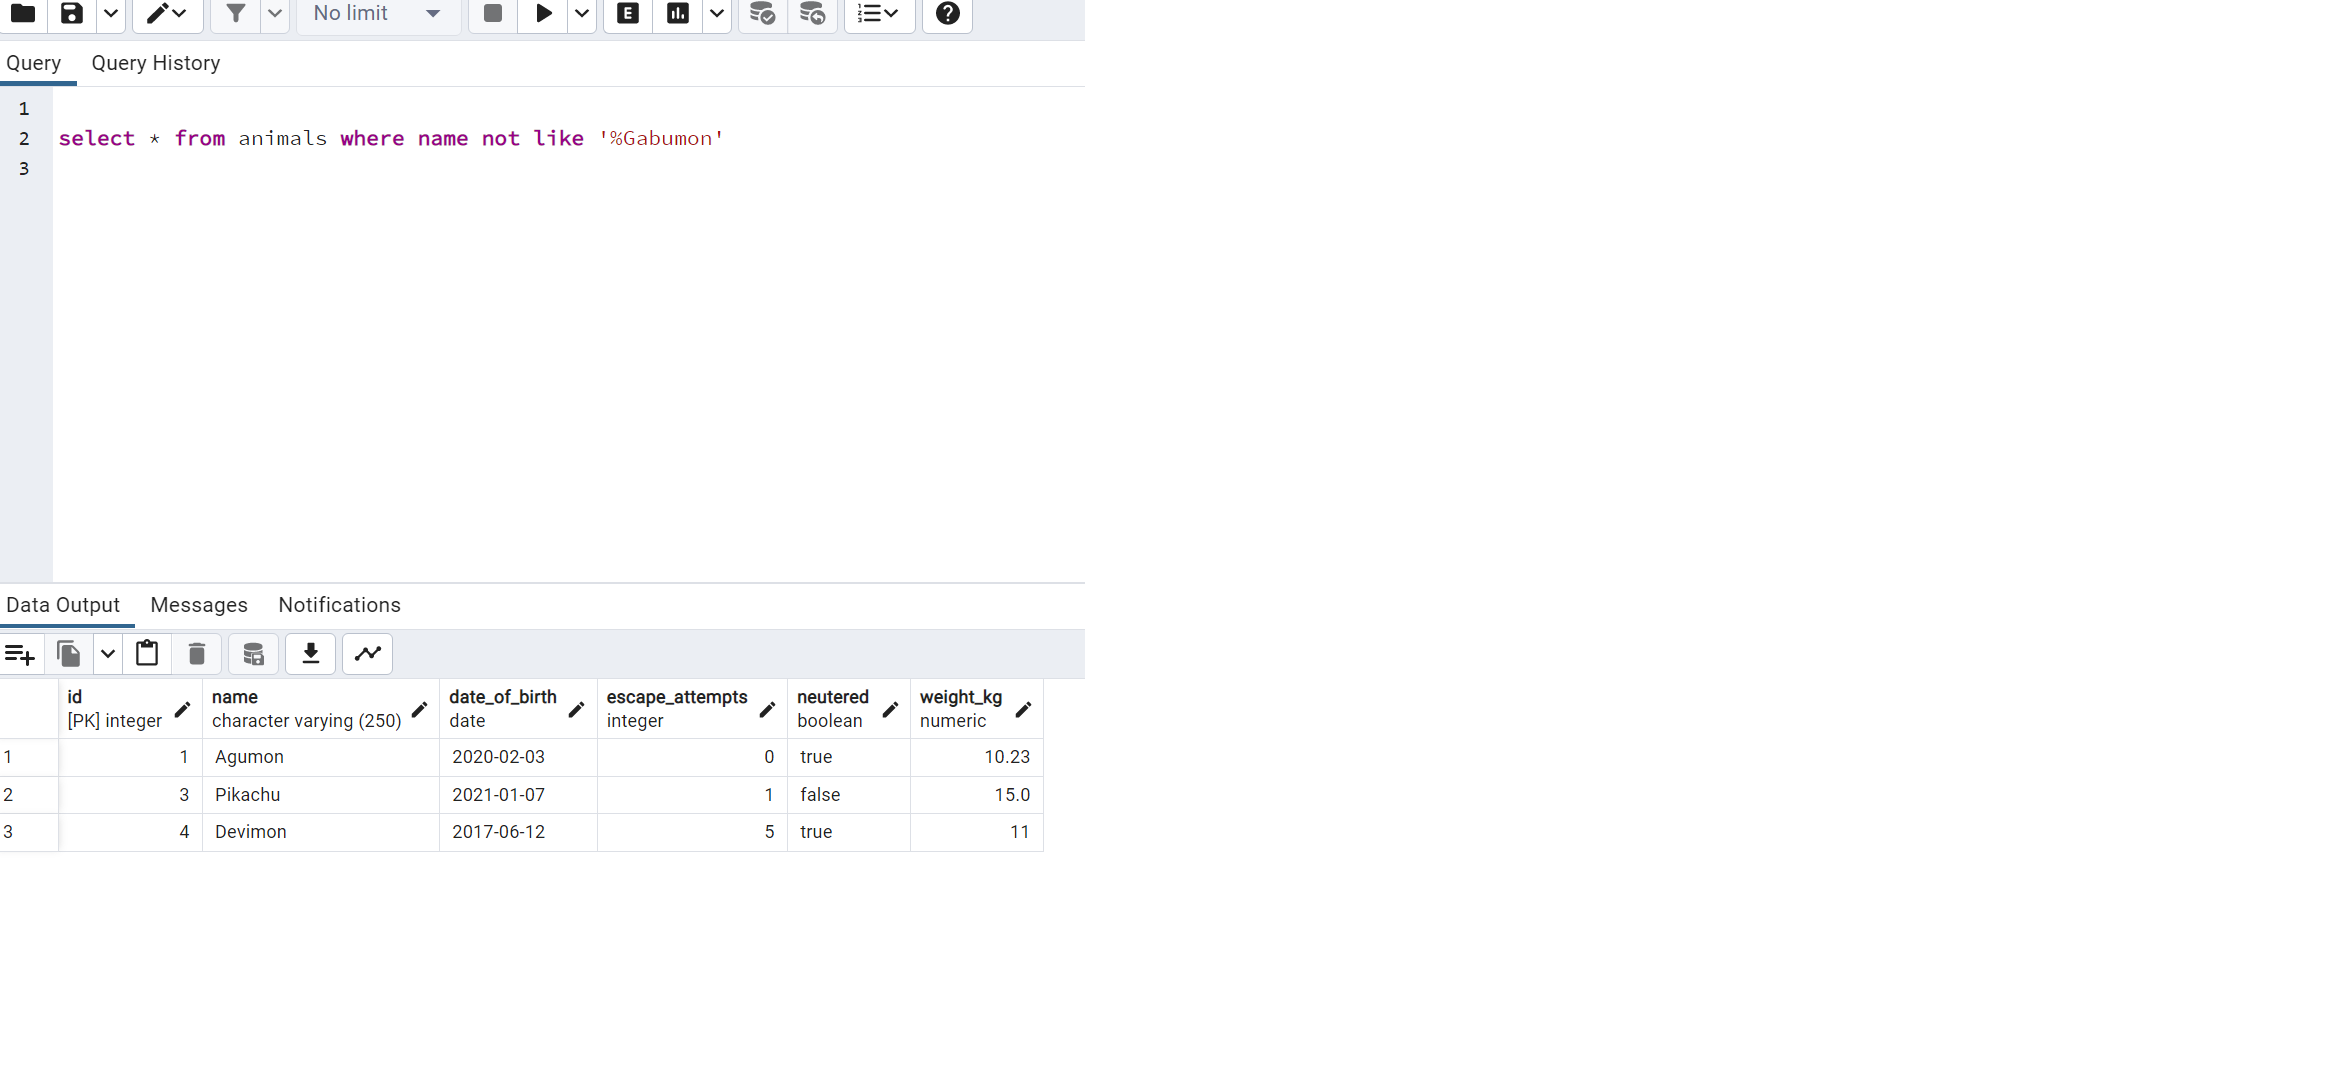 No limit
Query Query History
1
2 select * from animals where name not like '%Gabumon'
3
Data Output Messages Notifications
id name date_of_birth escape_attempts neutered weight_kg
[PK] integer character varying (250) date integer boolean numeric
1 1 Agumon 2020-02-03 0 true 10.23
2 3 Pikachu 2021-01-07 1 false 15.0
3 4 Devimon 2017-06-12 5 true 11